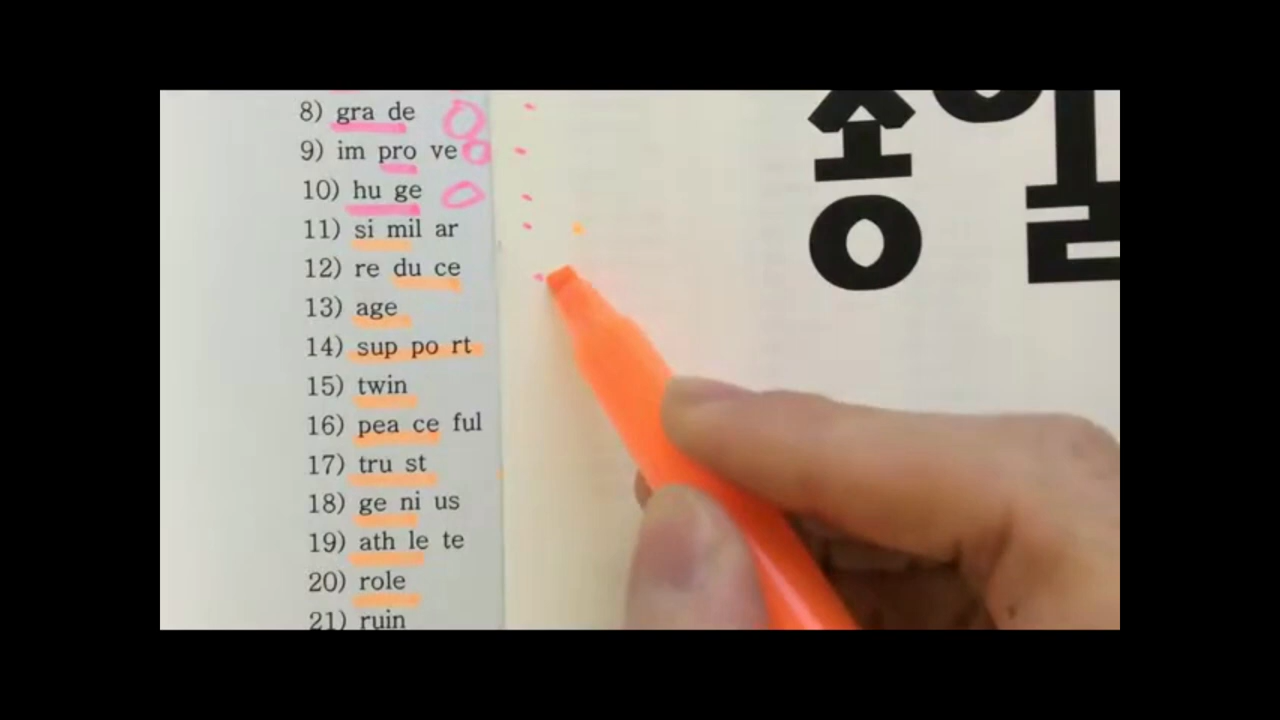 8) gra de
9) im pro ve
10) hu ge
11) si mil ar
12) re du ce
13) age
14) sup po rt
15) twin
16) pea ce ful
17) tru st
18) ge ni us
19) ath le te
20) role
21) ruin